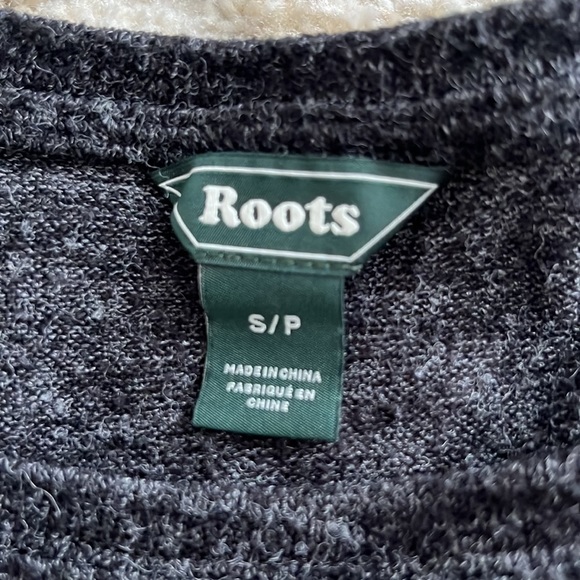 Roots
S/P
MADE IN CHINA
FABRIQUÉ EN
CHINE